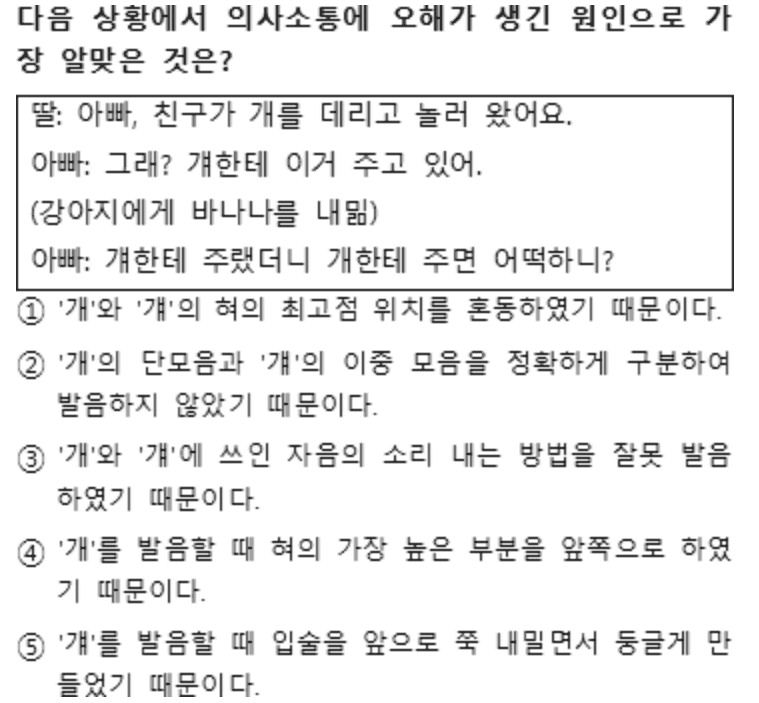 다음 상황에서 의사소통에 오해가 생긴 원인으로 가
장 알맞은 것은?
딸: 아빠, 친구가 개를 데리고 놀러 왔어요.
아빠: 그래? 걔한테 이거 주고 있어.
(강아지에게 바나나를 내밂)
아빠: 걔한테 주랬더니 개한테 주면 어떡하니?
① '개'와 '걔'의 혀의 최고점 위치를 혼동하였기 때문이다.
② '개'의 단모음과 '걔'의 이중 모음을 정확하게 구분하여
발음하지 않았기 때문이다.
③ '개'와 '걔'에 쓰인 자음의 소리 내는 방법을 잘못 발음
하였기 때문이다.
④ '개'를 발음할 때 혀의 가장 높은 부분을 앞쪽으로 하였
기 때문이다.
⑤ '걔'를 발음할 때 입술을 앞으로 쭉 내밀면서 둥글게 만
들었기 때문이다.